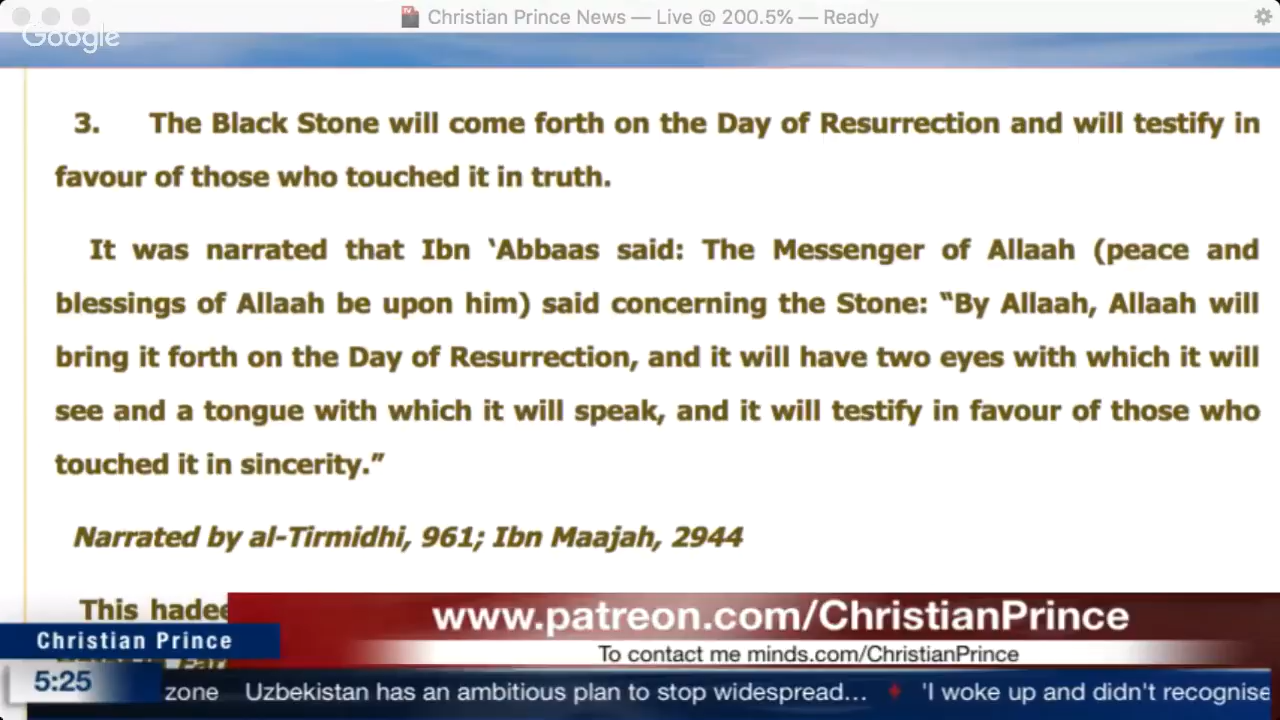 Christian Prince News — Live @ 200.5% — Ready
Google
3. The Black Stone will come forth on the Day of Resurrection and will testify in
favour of those who touched it in truth.
It was narrated that Ibn ‘Abbaas said: The Messenger of Allaah (peace and
blessings of Allaah be upon him) said concerning the Stone: “By Allaah, Allaah will
bring it forth on the Day of Resurrection, and it will have two eyes with which it will
see and a tongue with which it will speak, and it will testify in favour of those who
touched it in sincerity.”
Narrated by al-Tirmidhi, 961; Ibn Maajah, 2944
This
www.patreon.com/ChristianPrince
Christian Prince
To contact me minds.com/ChristianPrince
5:25
zone Uzbekistan has an ambitious plan to stop widespread... ♦ 'I woke up and didn't recognise